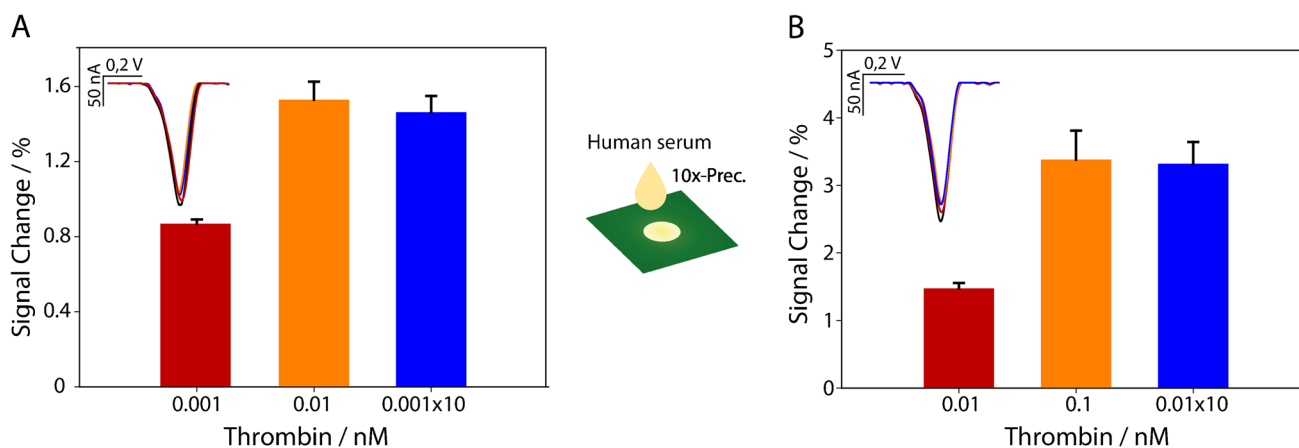 A
Signal Change / %
1.6
1.2
0.8
0.4
0
0,2 V
50 nA
0.001
0.01
0.001x10
Thrombin / nM
Human serum
10x-Prec.
B
Signal Change / %
5
4
3
2
1
0
0,2 V
50 nA
0.01
0.1
0.01x10
Thrombin / nM